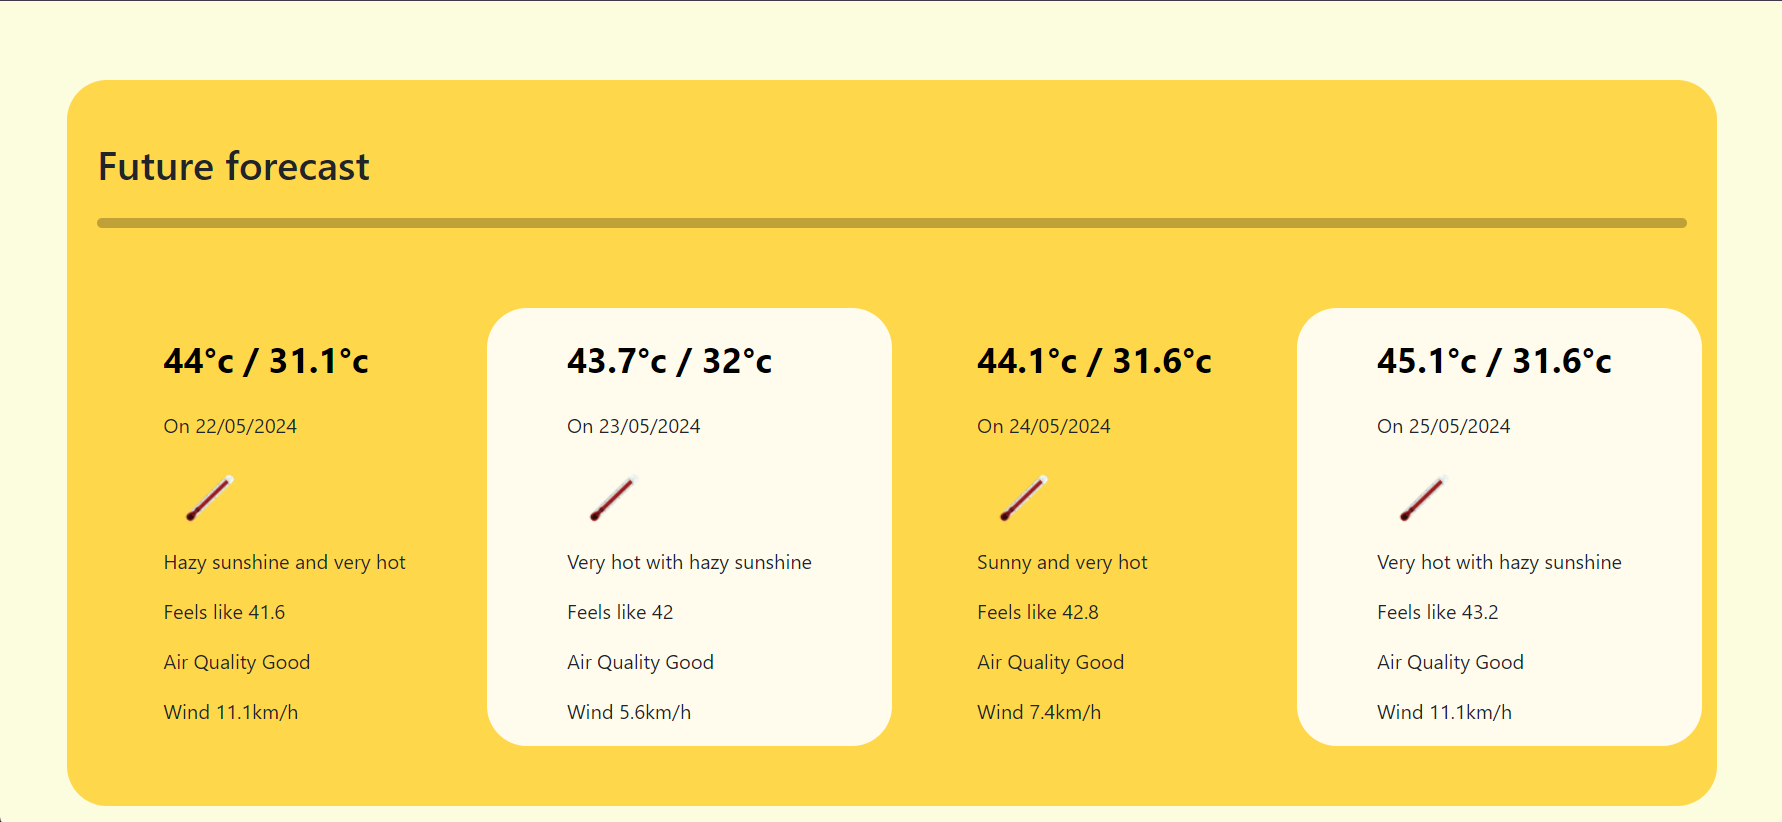 Future forecast
44°c / 31.1°c
On 22/05/2024
Hazy sunshine and very hot
Feels like 41.6
Air Quality Good
Wind 11.1km/h
43.7°c / 32°c
On 23/05/2024
Very hot with hazy sunshine
Feels like 42
Air Quality Good
Wind 5.6km/h
44.1°c / 31.6°c
On 24/05/2024
Sunny and very hot
Feels like 42.8
Air Quality Good
Wind 7.4km/h
45.1°c / 31.6°c
On 25/05/2024
Very hot with hazy sunshine
Feels like 43.2
Air Quality Good
Wind 11.1km/h